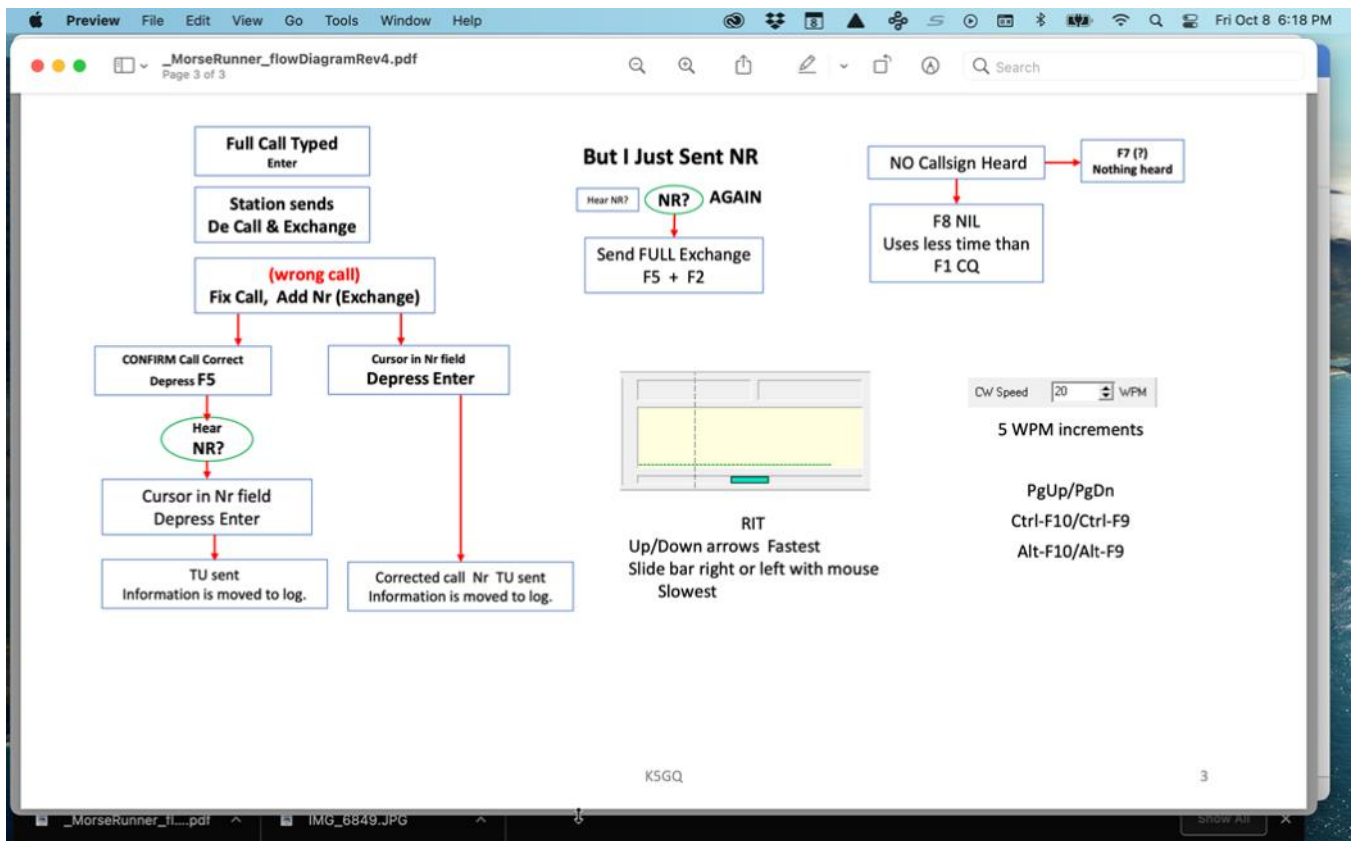 Preview File Edit View Go Tools Window Help
8
Fri Oct 8 6:18 PM
_MorseRunner_flowDiagramRev4.pdf
Page 3 of 3
Search
Full Call Typed
Enter
Station sends
De Call & Exchange
(wrong call)
Fix Call, Add Nr (Exchange)
CONFIRM Call Correct
Depress F5
Hear
NR?
Cursor in Nr field
Depress Enter
TU sent
Information is moved to log.
Cursor in Nr field
Depress Enter
Corrected call Nr TU sent
Information is moved to log.
But I Just Sent NR
Hear NR? NR? AGAIN
Send FULL Exchange
F5 + F2
NO Callsign Heard
F7 (?)
Nothing heard
F8 NIL
Uses less time than
F1 CQ
RIT
Up/Down arrows Fastest
Slide bar right or left with mouse
Slowest
CW Speed 20 WPM
5 WPM increments
PgUp/PgDn
Ctrl-F10/Ctrl-F9
Alt-F10/Alt-F9
K5GQ
3
_MorseRunner_fl....pdf
IMG_6849.JPG
Show All